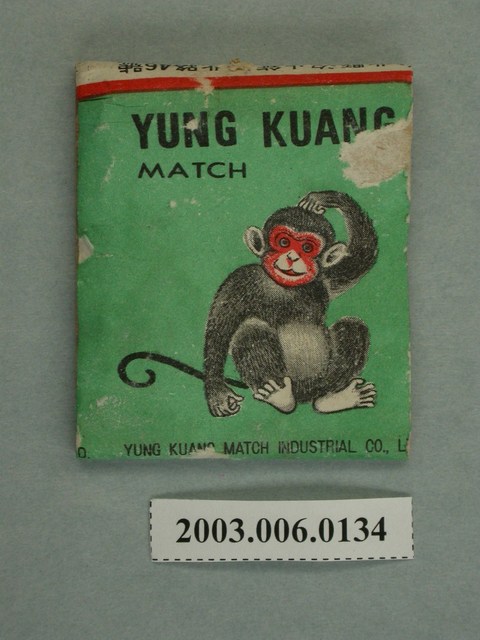 YUNG KUANG
MATCH
D. YUNG KUANG MATCH INDUSTRIAL CO., L
2003.006.0134